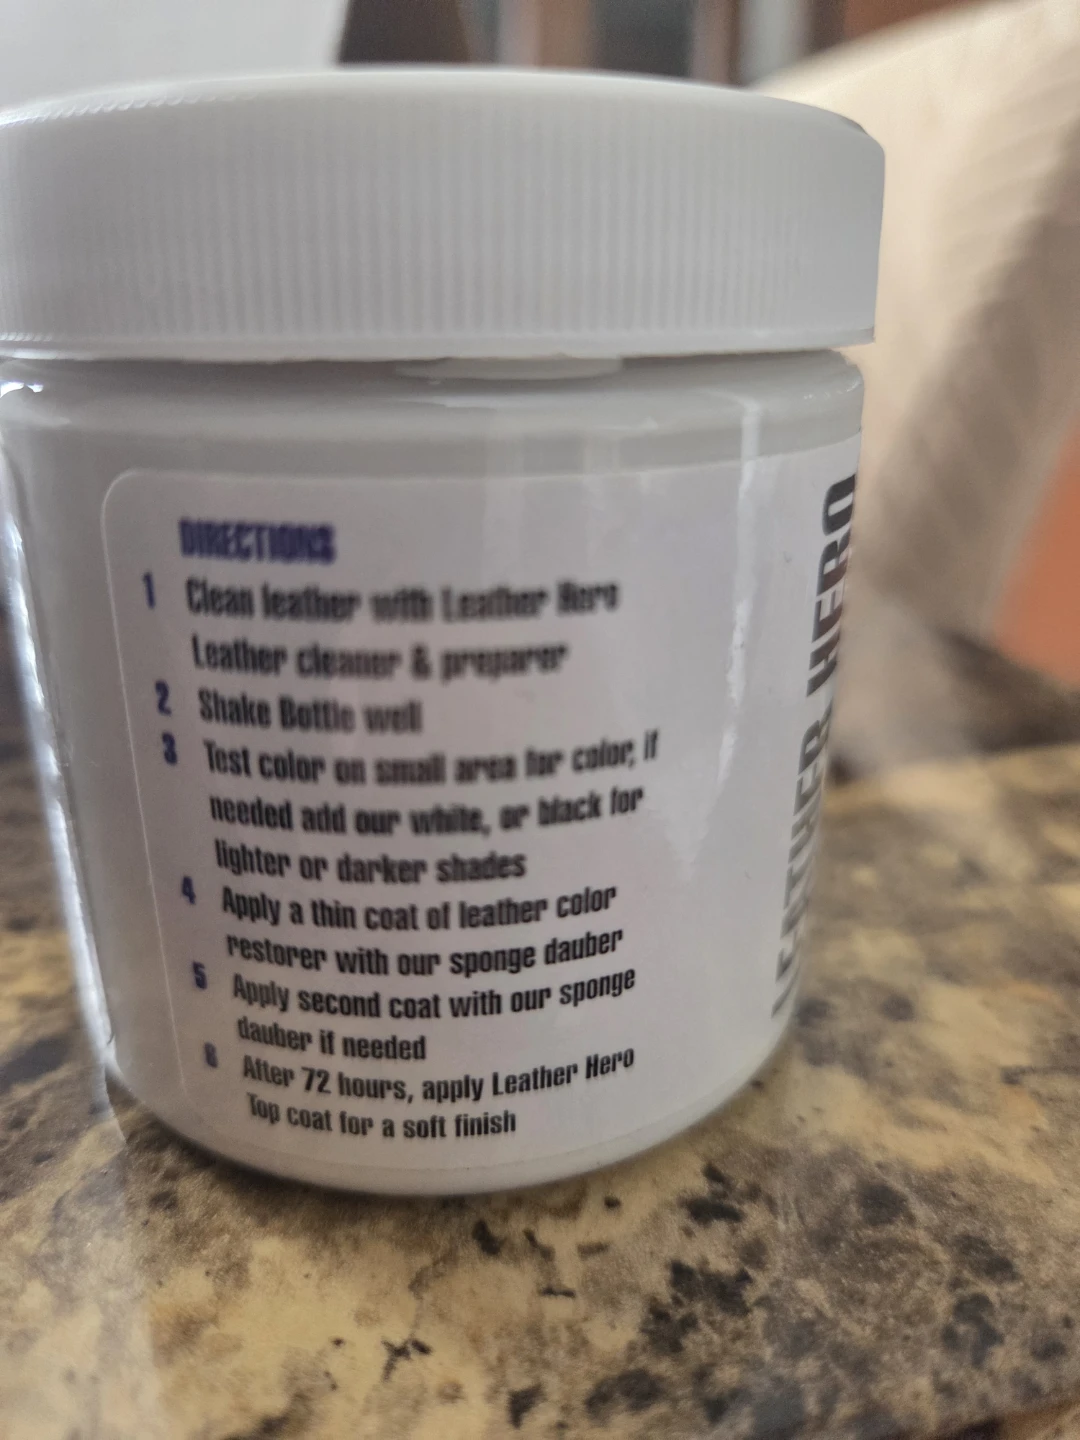 DIRECTIONS
1 Clean leather with Leather Hero
Leather cleaner & preparer
2 Shake Bottle well
3 Test color on small area for color, if
needed add our white, or black for
lighter or darker shades
4 Apply a thin coat of leather color
restorer with our sponge dauber
5 Apply second coat with our sponge
dauber if needed
6 After 72 hours, apply Leather Hero
Top coat for a soft finish
LEATHER HERO